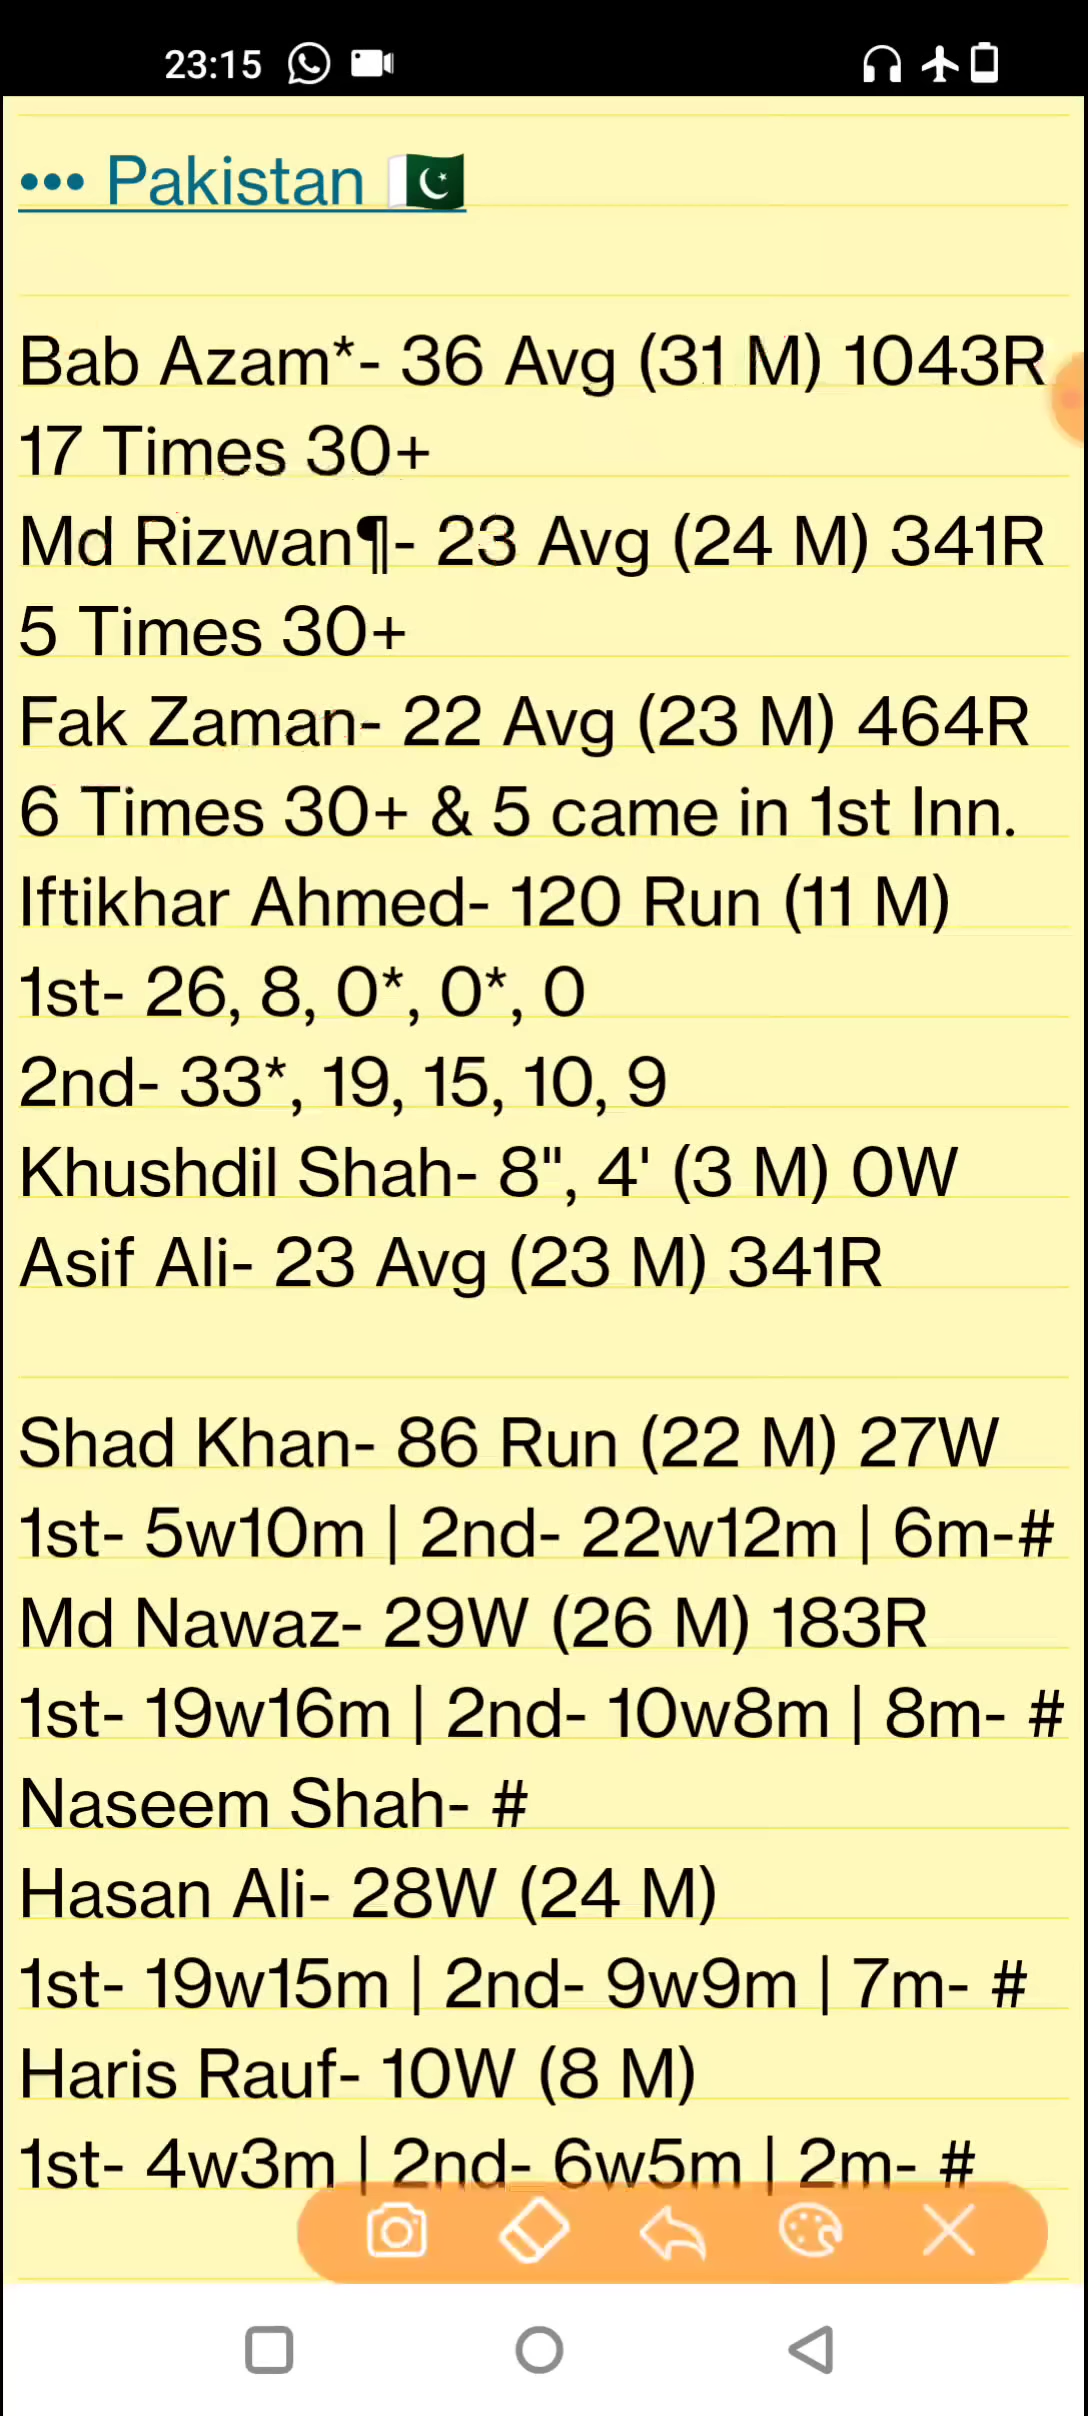 23:15
••• Pakistan 🇵🇰
Bab Azam*- 36 Avg (31 M) 1043R
17 Times 30+
Md Rizwan¶- 23 Avg (24 M) 341R
5 Times 30+
Fak Zaman- 22 Avg (23 M) 464R
6 Times 30+ & 5 came in 1st Inn.
Iftikhar Ahmed- 120 Run (11 M)
1st- 26, 8, 0*, 0*, 0
2nd- 33*, 19, 15, 10, 9
Khushdil Shah- 8", 4' (3 M) 0W
Asif Ali- 23 Avg (23 M) 341R
Shad Khan- 86 Run (22 M) 27W
1st- 5w10m | 2nd- 22w12m | 6m-#
Md Nawaz- 29W (26 M) 183R
1st- 19w16m | 2nd- 10w8m | 8m- #
Naseem Shah- #
Hasan Ali- 28W (24 M)
1st- 19w15m | 2nd- 9w9m | 7m- #
Haris Rauf- 10W (8 M)
1st- 4w3m | 2nd- 6w5m | 2m- #